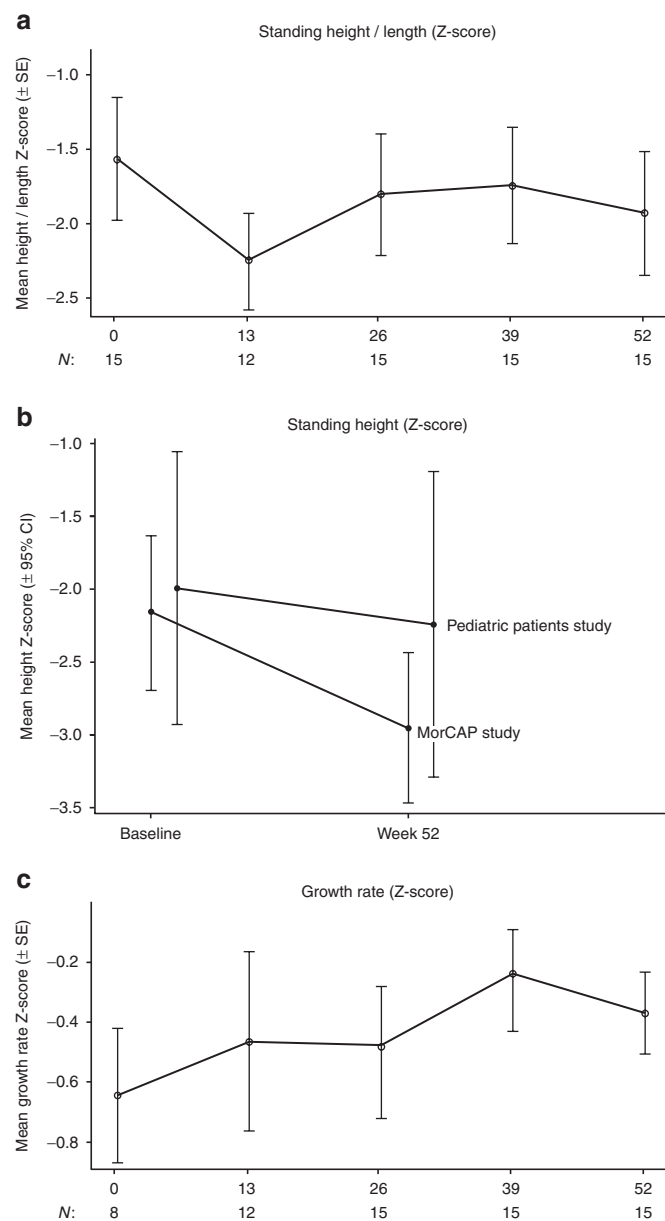 a
Standing height / length (Z-score)
Mean height / length Z-score (± SE)
−1.0
−1.5
−2.0
−2.5
0 13 26 39 52
N: 15 12 15 15 15
b
Standing height (Z-score)
Mean height Z-score (± 95% CI)
−1.0
−1.5
−2.0
−2.5
−3.0
−3.5
Pediatric patients study
MorCAP study
Baseline Week 52
c
Growth rate (Z-score)
Mean growth rate Z-score (± SE)
−0.2
−0.4
−0.6
−0.8
0 13 26 39 52
N: 8 12 15 15 15